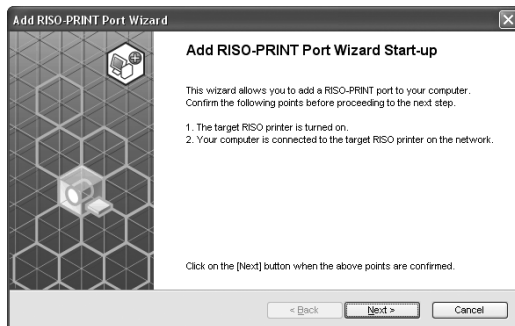 Add RISO-PRINT Port Wizard
Add RISO-PRINT Port Wizard Start-up
This wizard allows you to add a RISO-PRINT port to your computer.
Confirm the following points before proceeding to the next step.
1. The target RISO printer is turned on.
2. Your computer is connected to the target RISO printer on the network.
Click on the [Next] button when the above points are confirmed.
< Back Next > Cancel